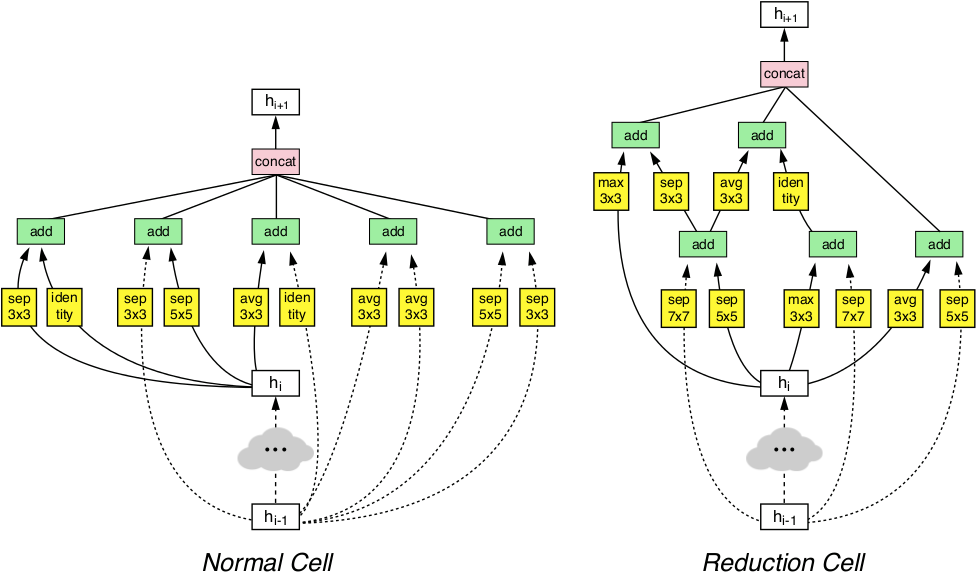 h_{i+1}
concat
add add add add add
sep 3x3
iden tity
sep 3x3
sep 5x5
avg 3x3
iden tity
avg 3x3
avg 3x3
sep 5x5
sep 3x3
h_i
...
h_{i-1}
Normal Cell
h_{i+1}
concat
add add
max 3x3
sep 3x3
avg 3x3
iden tity
add add add
sep 7x7
sep 5x5
max 3x3
sep 7x7
avg 3x3
sep 5x5
h_i
...
h_{i-1}
Reduction Cell